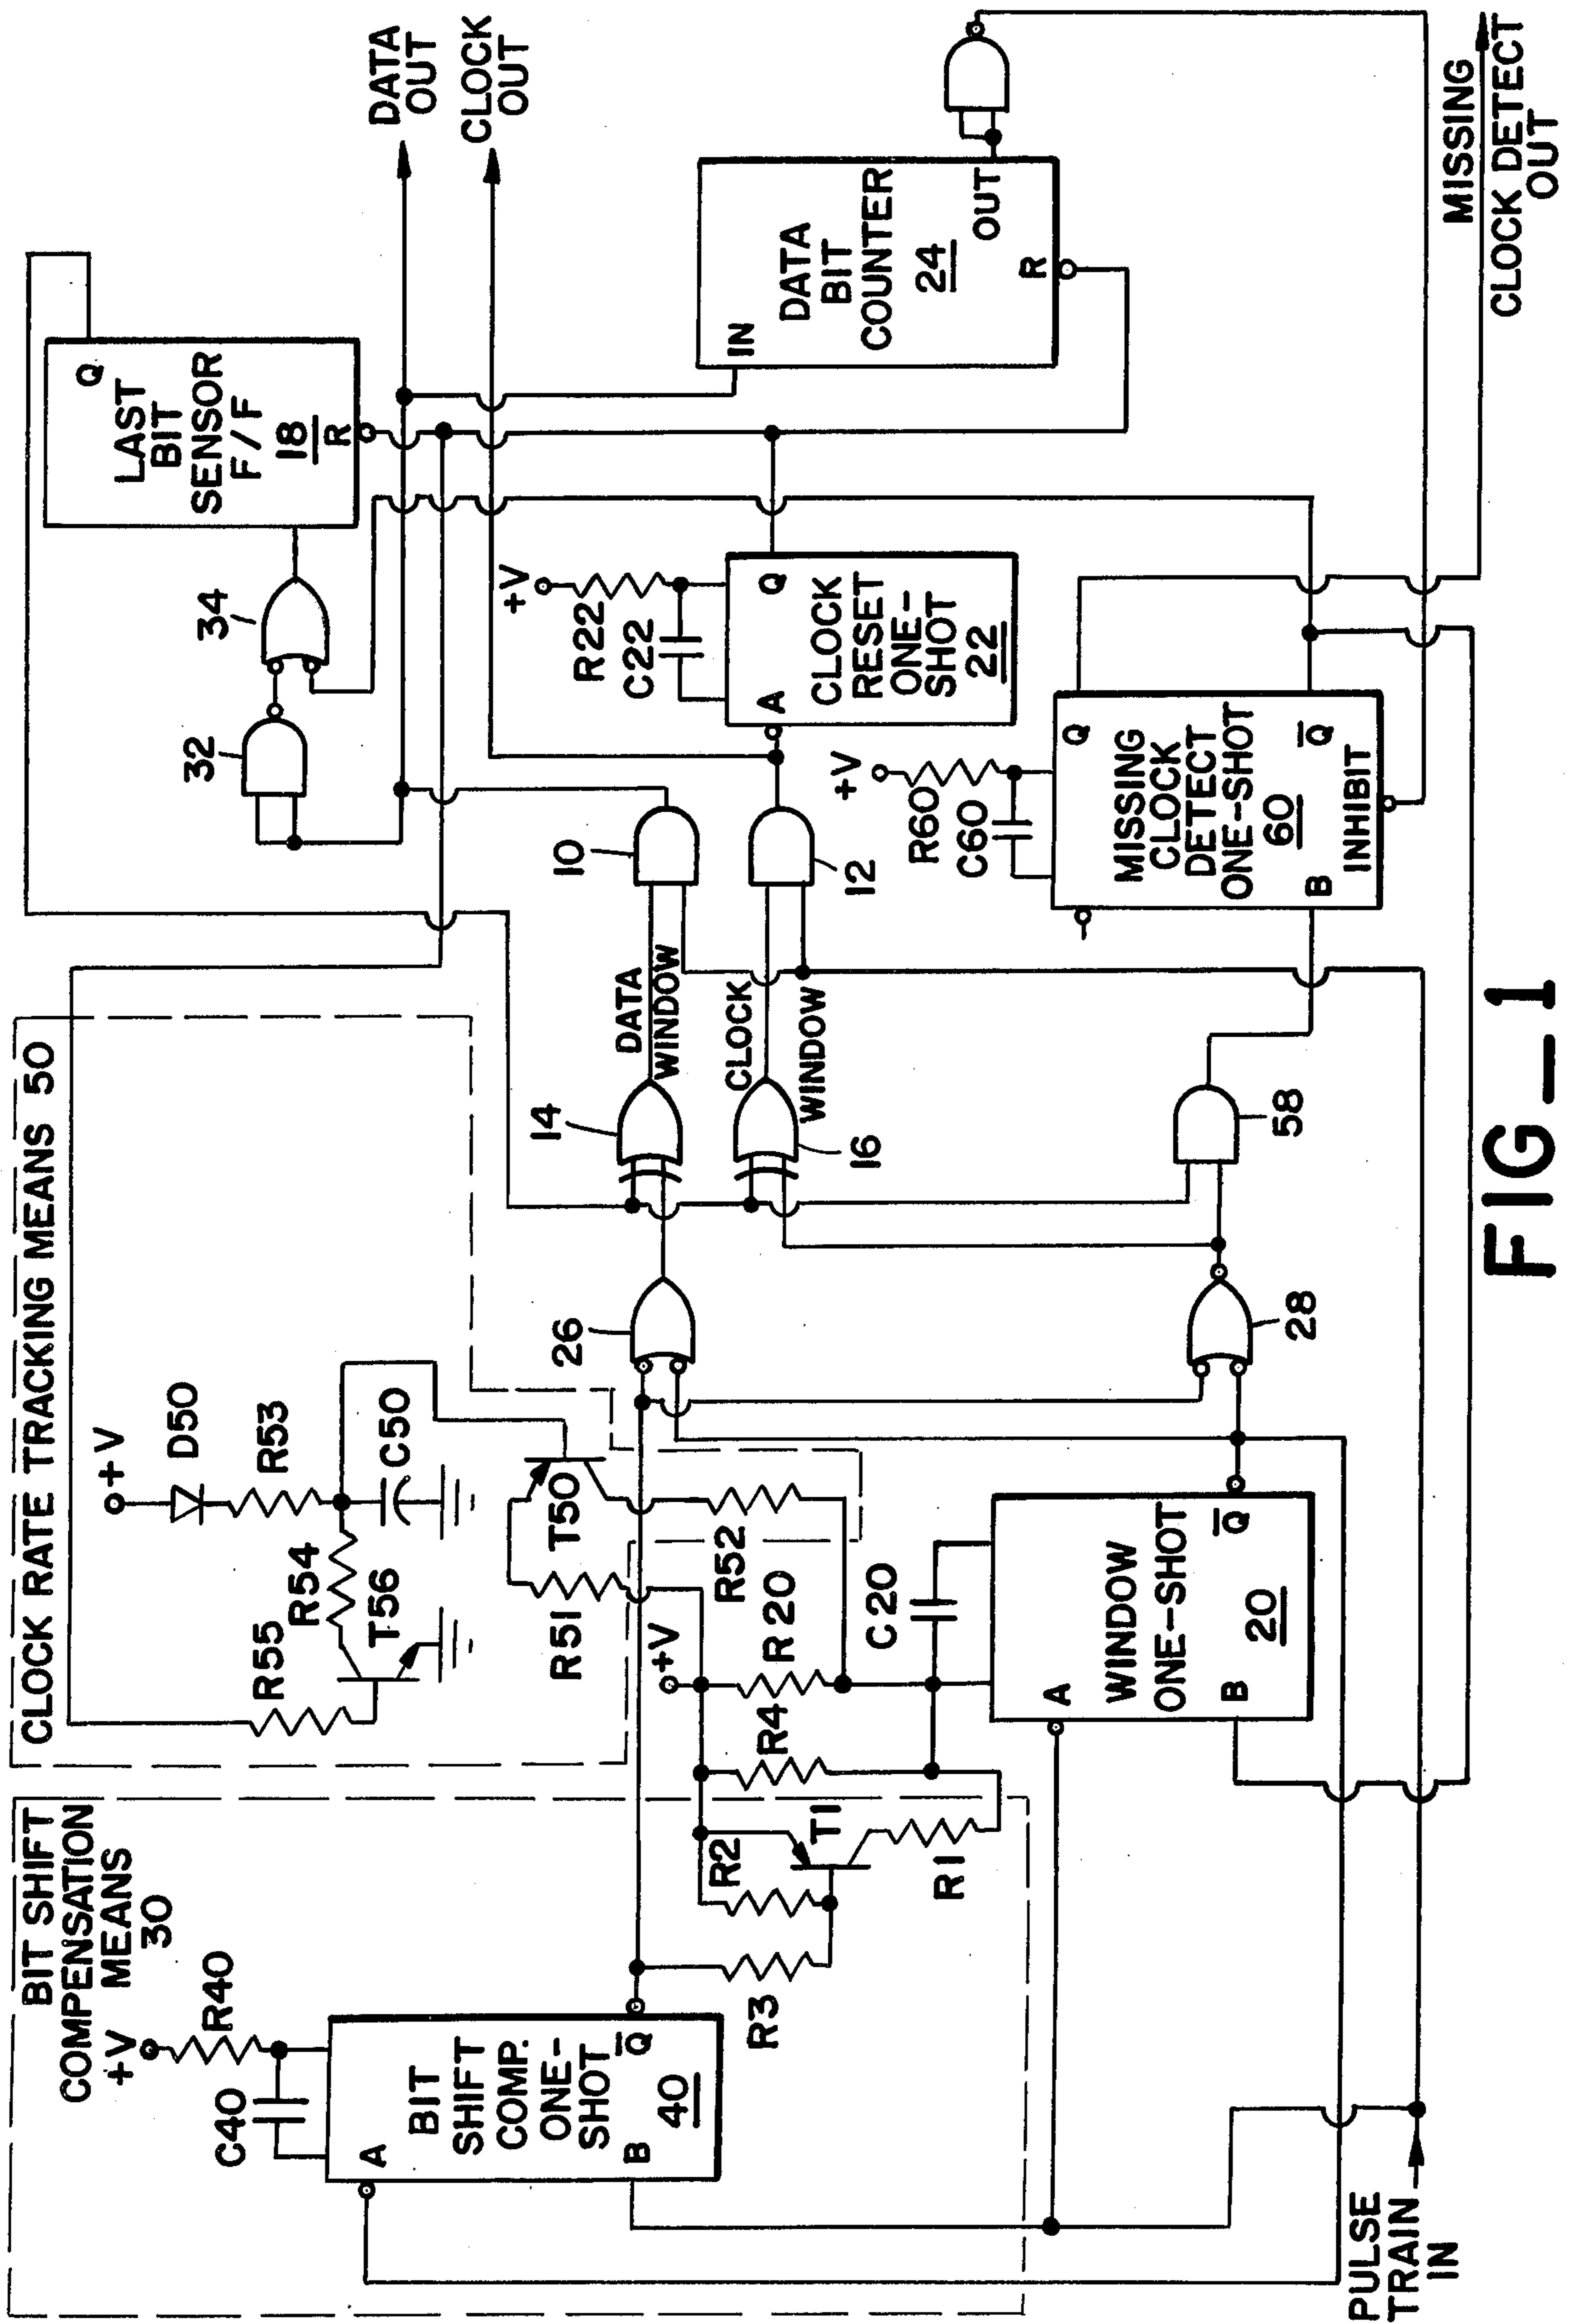 BIT SHIFT
COMPENSATION
MEANS
30
+V
R40
C40
A
BIT
SHIFT
COMP.
ONE-
SHOT
Q
40
B
R3
R2
T1
R1
R4
CLOCK RATE TRACKING MEANS 50
+V
D50
R53
C50
R54
T56
R55
T50
R51
R52
+V
R20
C20
A
WINDOW
ONE-SHOT
B
Q
20
PULSE
TRAIN
IN
26
28
14
16
58
DATA
WINDOW
CLOCK
WINDOW
10
12
32
34
LAST
BIT
SENSOR
F/F
18
Q
R
+V
R22
C22
A
Q
CLOCK
RESET
ONE-
SHOT
22
+V
R60
C60
Q
MISSING
CLOCK
DETECT
ONE-SHOT
60
Q
B
INHIBIT
IN
DATA
BIT
COUNTER
24
OUT
R
DATA
OUT
CLOCK
OUT
MISSING
CLOCK DETECT
OUT
FIG_1